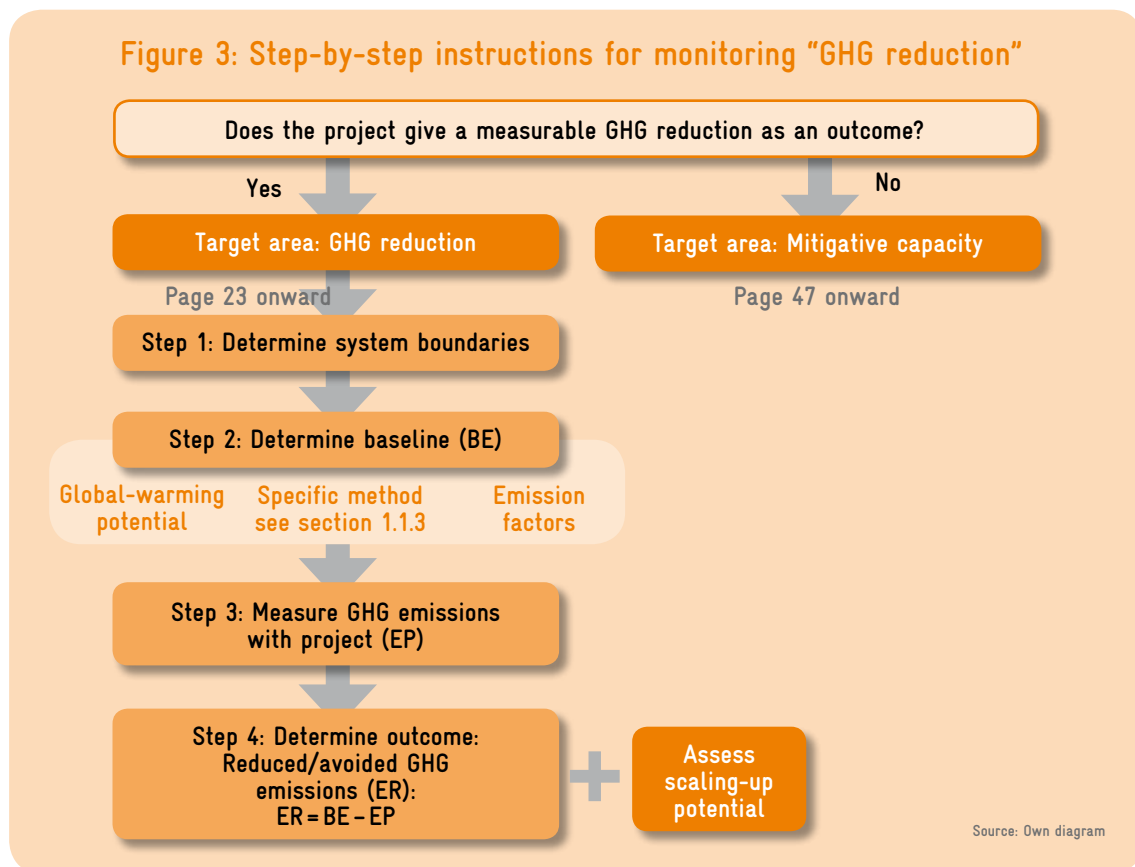 Figure 3: Step-by-step instructions for monitoring “GHG reduction”
Does the project give a measurable GHG reduction as an outcome?
Yes
No
Target area: GHG reduction
Target area: Mitigative capacity
Page 23 onward
Page 47 onward
Step 1: Determine system boundaries
Step 2: Determine baseline (BE)
Global-warming
potential
Specific method
see section 1.1.3
Emission
factors
Step 3: Measure GHG emissions
with project (EP)
Step 4: Determine outcome:
Reduced/avoided GHG
emissions (ER):
ER = BE – EP
Assess
scaling-up
potential
Source: Own diagram